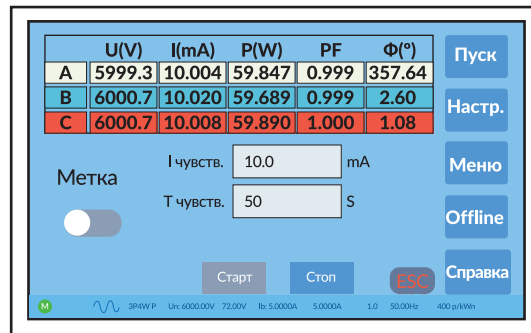 U(V) I(mA) P(W) PF Φ(°)
A 5999.3 10.004 59.847 0.999 357.64
B 6000.7 10.020 59.689 0.999 2.60
C 6000.7 10.008 59.890 1.000 1.08
Метка
I чувств. 10.0 mA
T чувств. 50 S
Старт Стоп ESC
Пуск
Настр.
Меню
Offline
Справка
M 3P4W P Un: 6000.00V 72.00V Ib: 5.0000A 5.0000A 1.0 50.00Hz 400 p/kWh